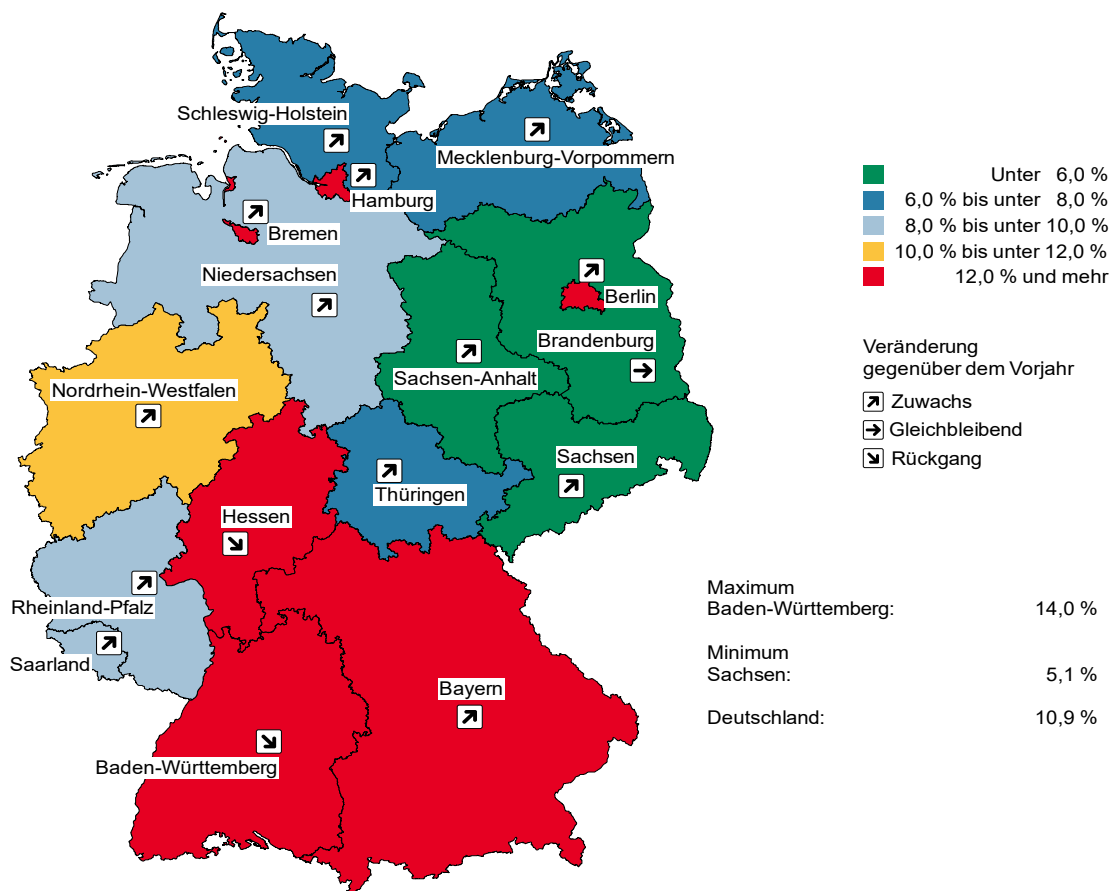 Schleswig-Holstein
Mecklenburg-Vorpommern
Hamburg
Bremen
Niedersachsen
Berlin
Brandenburg
Sachsen-Anhalt
Nordrhein-Westfalen
Sachsen
Thüringen
Hessen
Rheinland-Pfalz
Saarland
Bayern
Baden-Württemberg
Unter 6,0 %
6,0 % bis unter 8,0 %
8,0 % bis unter 10,0 %
10,0 % bis unter 12,0 %
12,0 % und mehr
Veränderung
gegenüber dem Vorjahr
Zuwachs
Gleichbleibend
Rückgang
Maximum
Baden-Württemberg: 14,0 %
Minimum
Sachsen: 5,1 %
Deutschland: 10,9 %